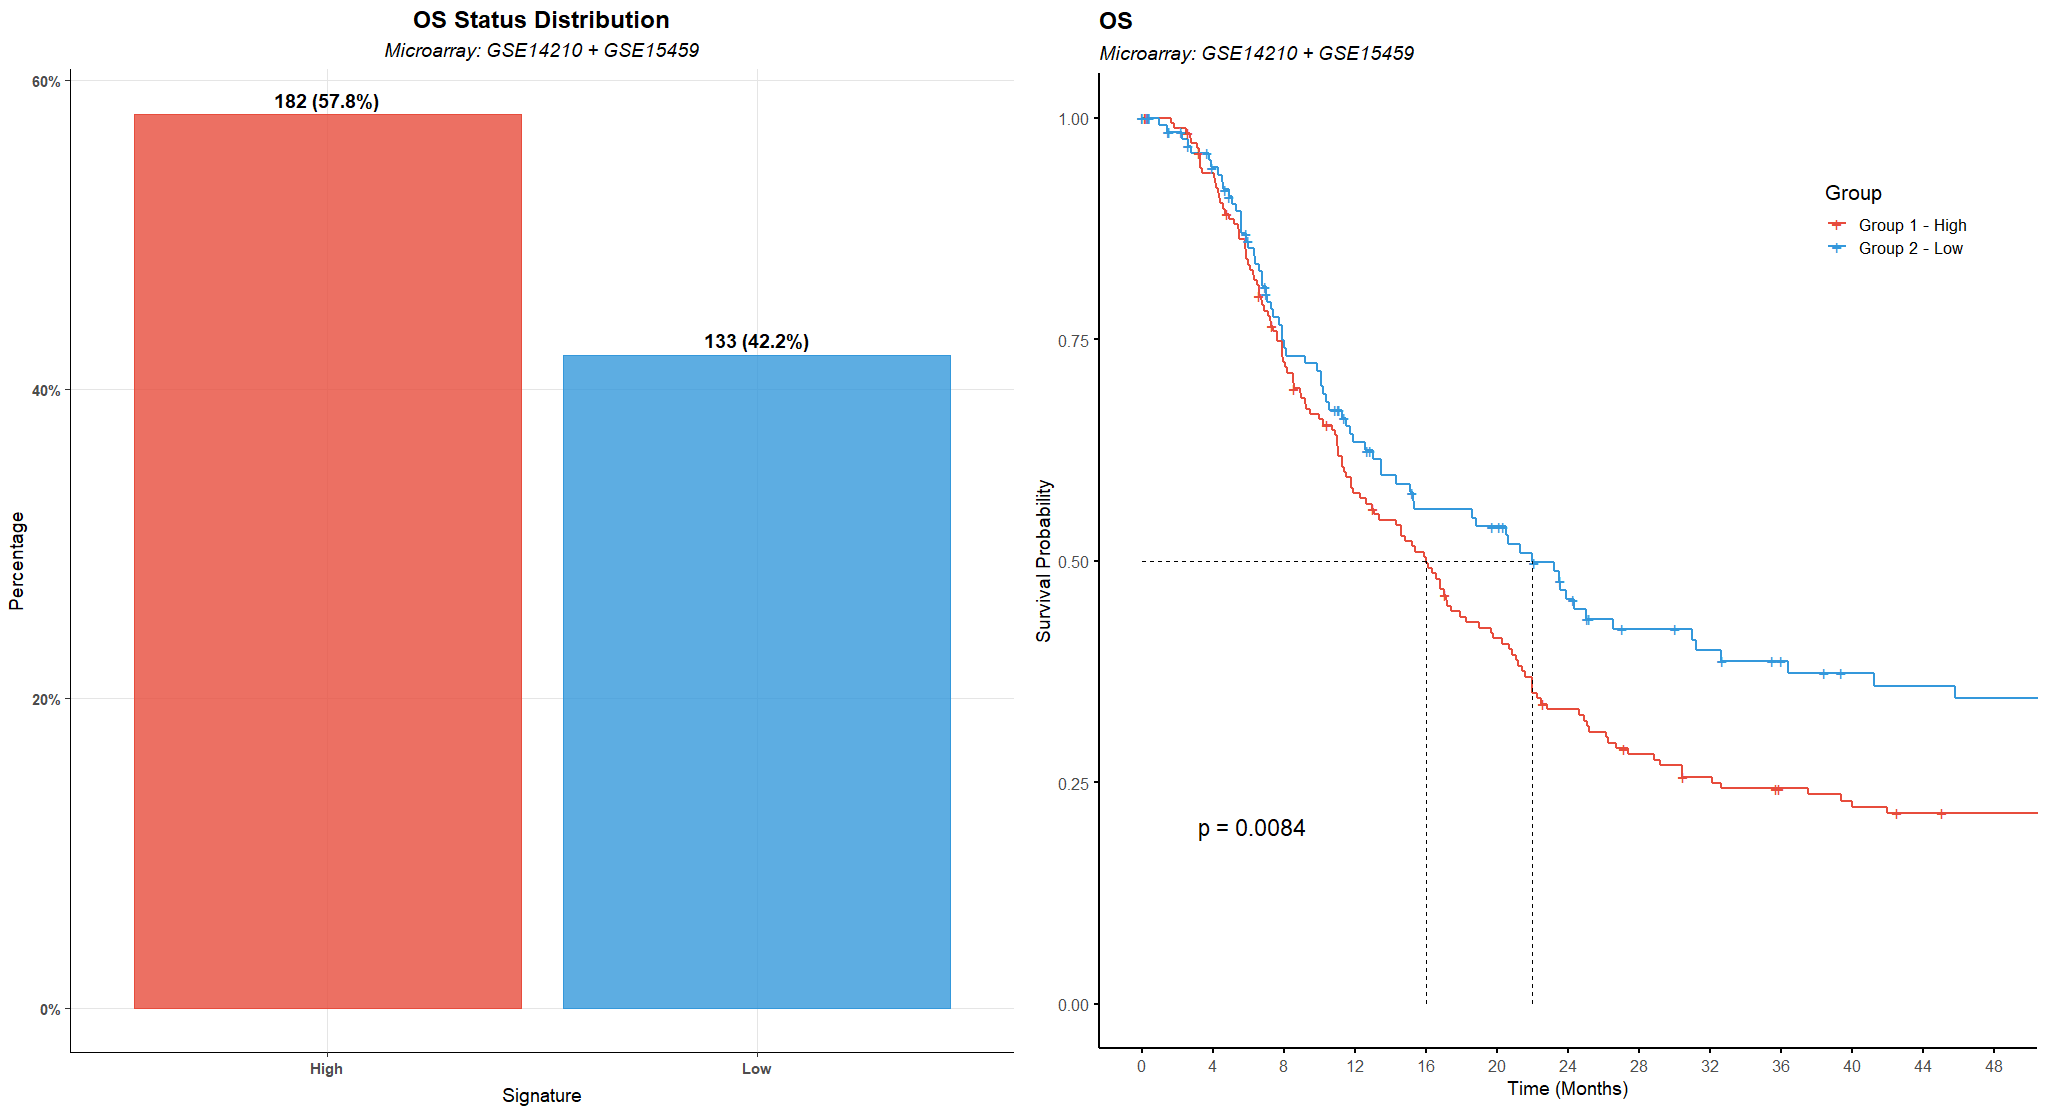 OS Status Distribution
Microarray: GSE14210 + GSE15459
Percentage
60%
40%
20%
0%
182 (57.8%)
133 (42.2%)
High
Low
Signature
OS
Microarray: GSE14210 + GSE15459
Survival Probability
1.00
0.75
0.50
0.25
0.00
Group
Group 1 - High
Group 2 - Low
p = 0.0084
0 4 8 12 16 20 24 28 32 36 40 44 48
Time (Months)